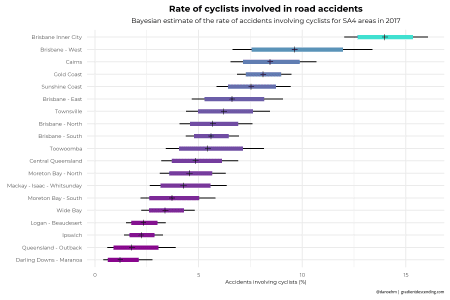 Rate of cyclists involved in road accidents
Bayesian estimate of the rate of accidents involving cyclists for SA4 areas in 2017
Brisbane Inner City
Brisbane - West
Cairns
Gold Coast
Sunshine Coast
Brisbane - East
Townsville
Brisbane - North
Brisbane - South
Toowoomba
Central Queensland
Moreton Bay - North
Mackay - Isaac - Whitsunday
Moreton Bay - South
Wide Bay
Logan - Beaudesert
Ipswich
Queensland - Outback
Darling Downs - Maranoa
0 5 10 15
Accidents involving cyclists (%)
@danoehm | gradientdescending.com